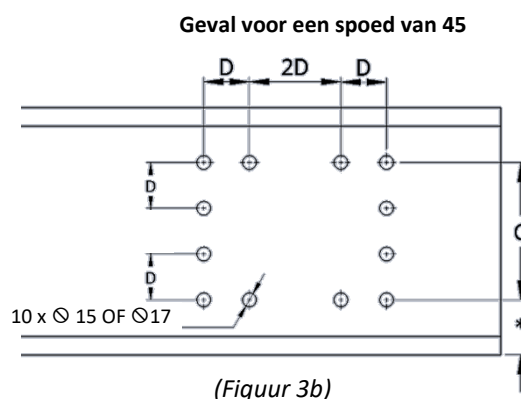 Geval voor een spoed van 45
D 2D D
D
D
10 x ⦰ 15 OF ⦰17
*
(Figuur 3b)